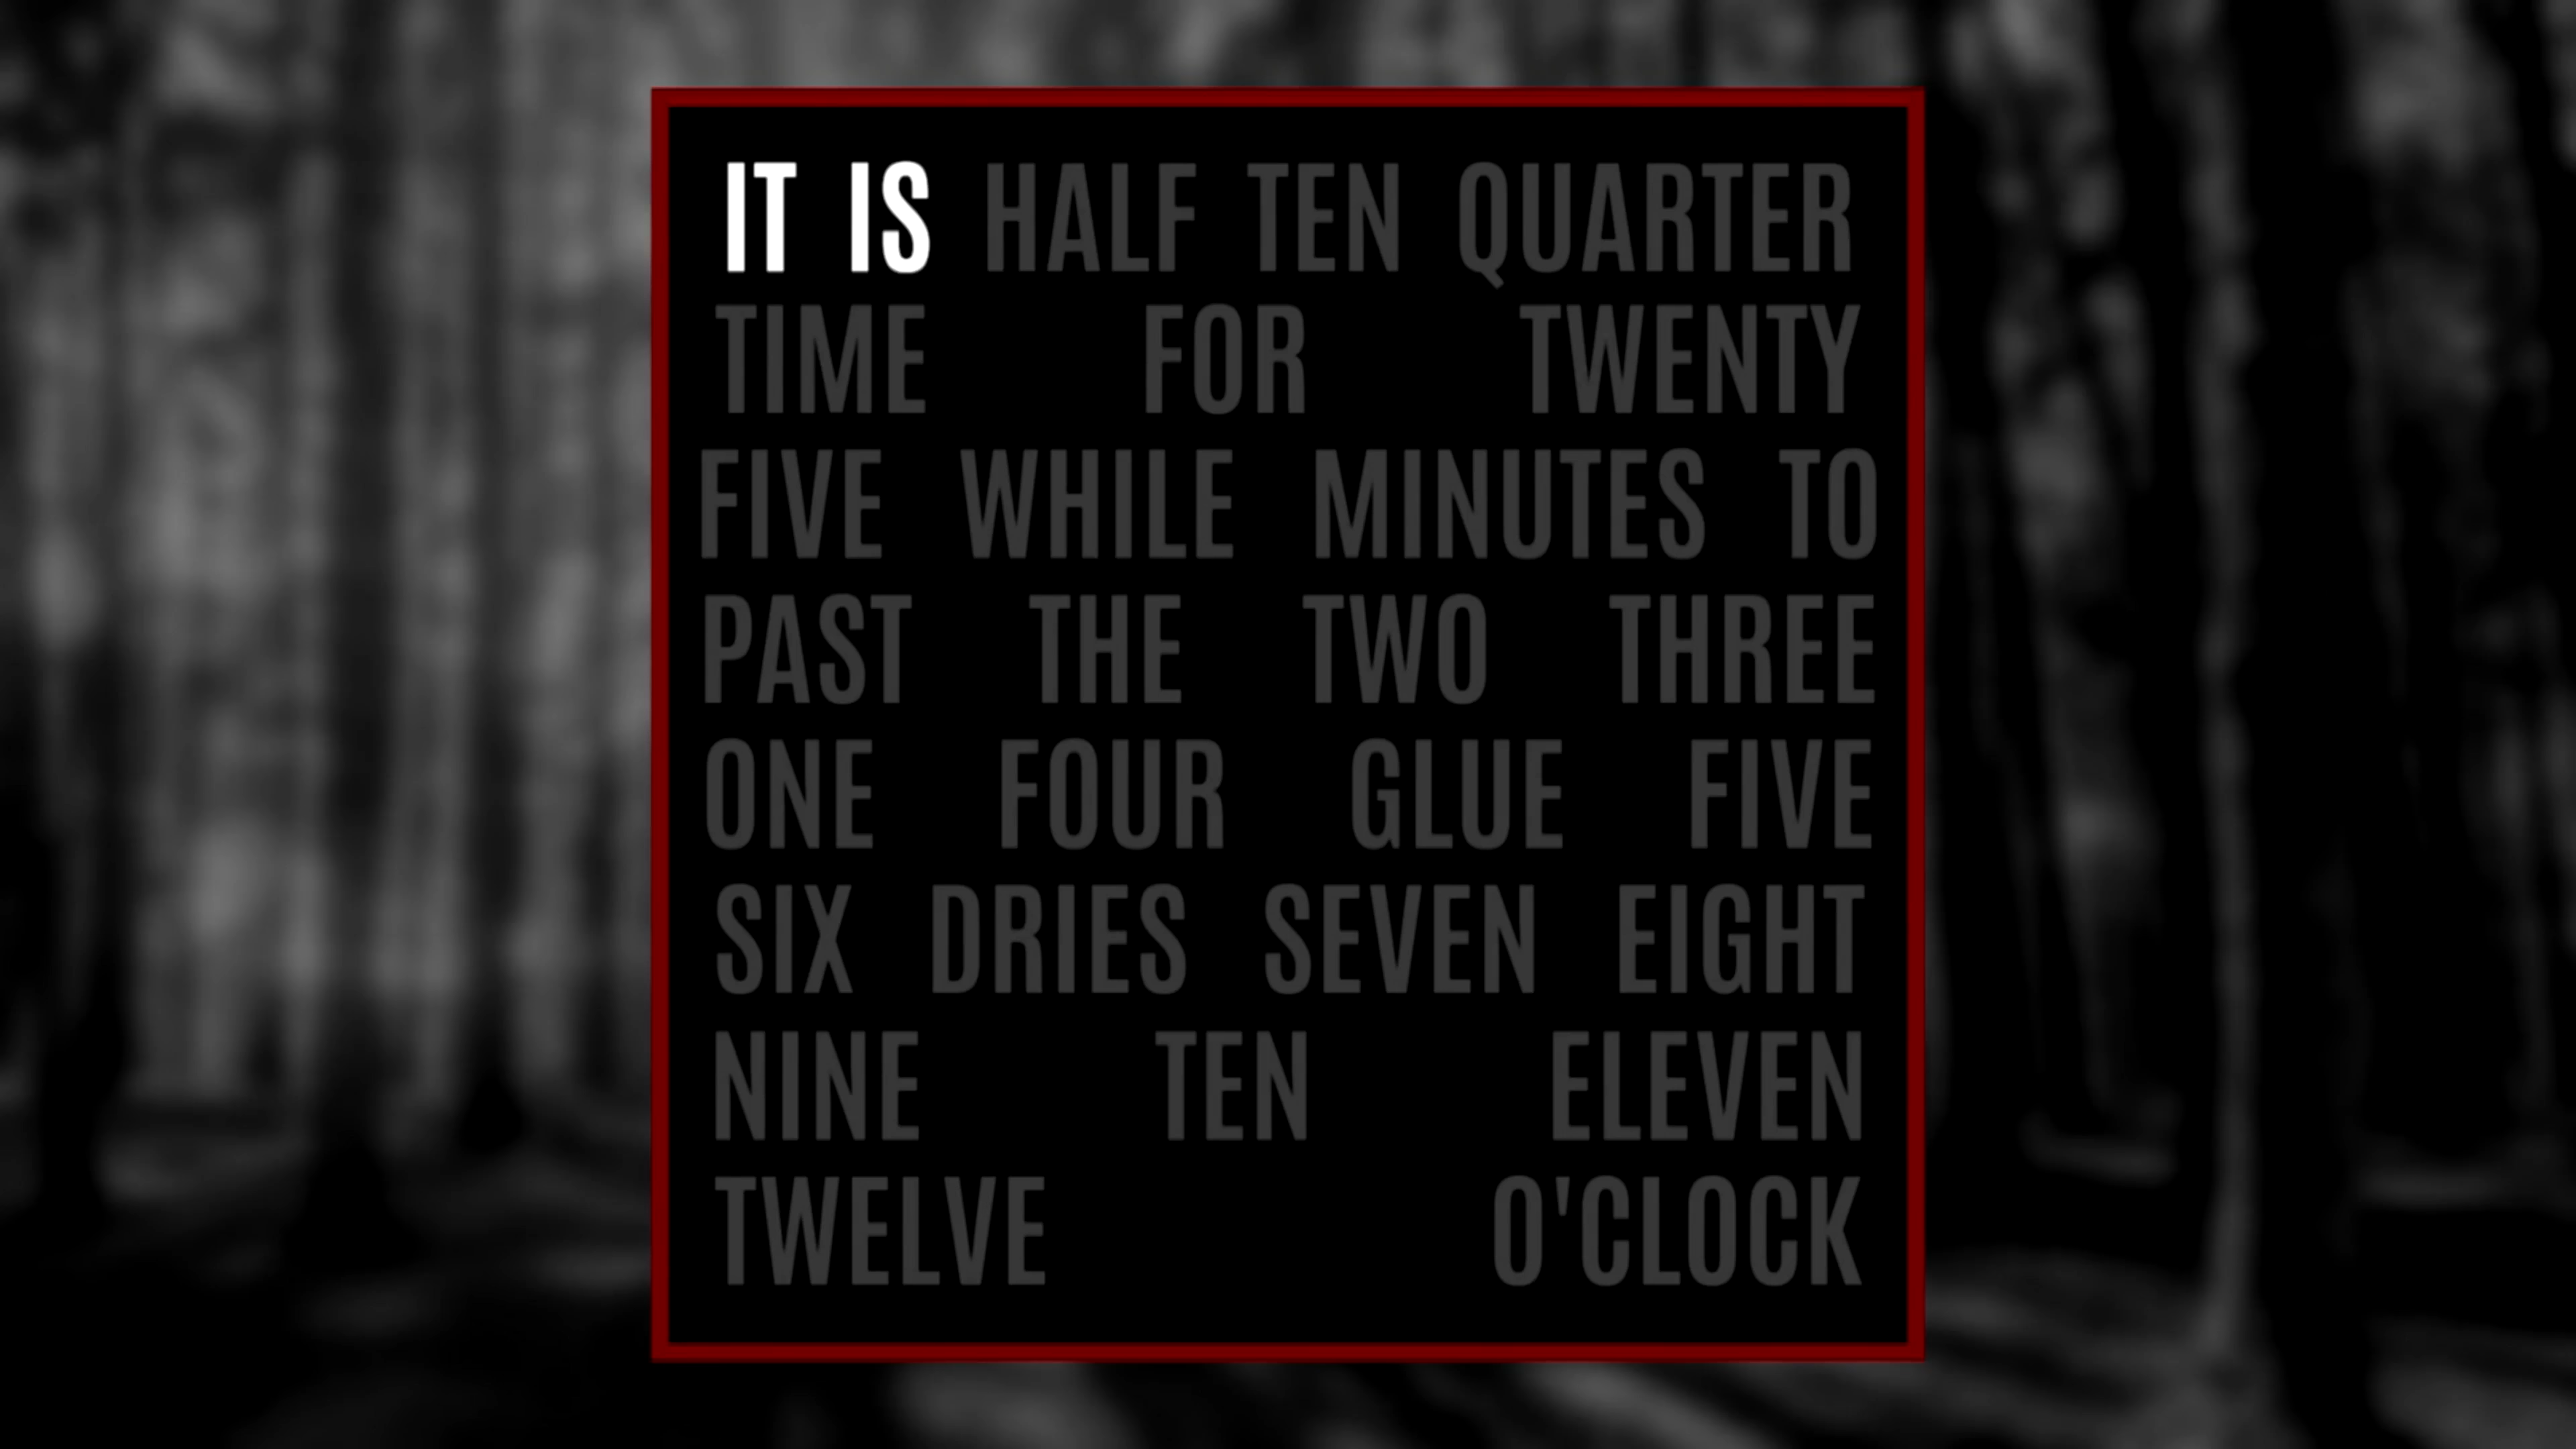 IT IS HALF TEN QUARTER
TIME FOR TWENTY
FIVE WHILE MINUTES TO
PAST THE TWO THREE
ONE FOUR GLUE FIVE
SIX DRIES SEVEN EIGHT
NINE TEN ELEVEN
TWELVE O'CLOCK